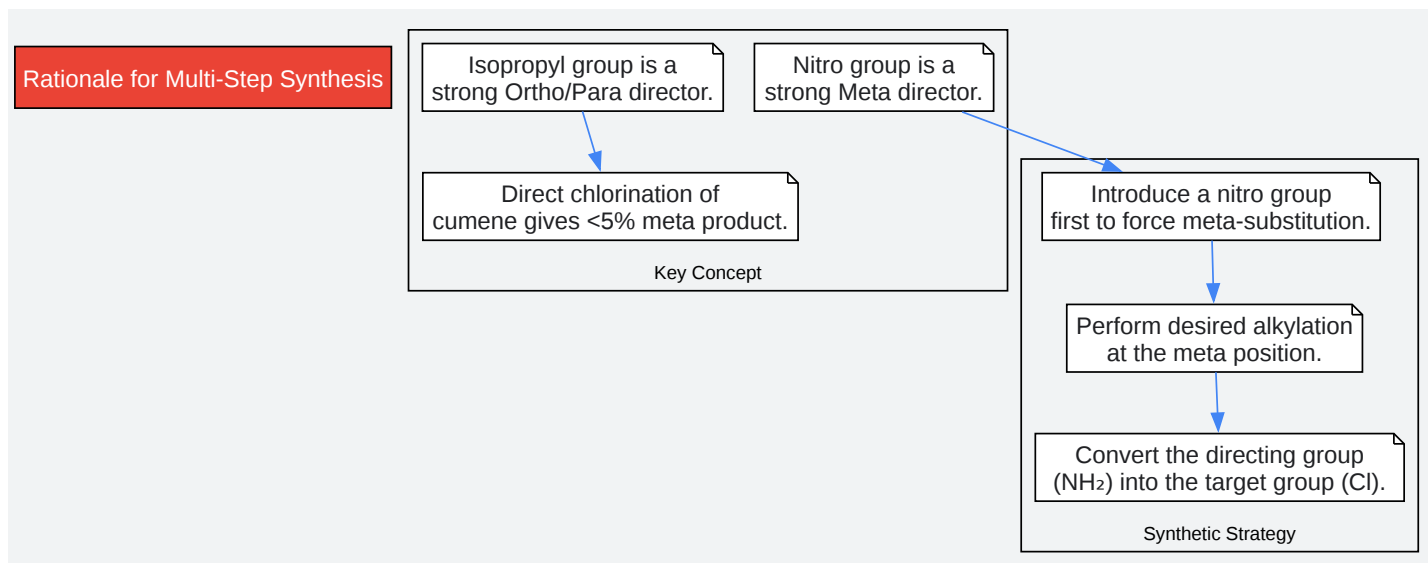 Rationale for Multi-Step Synthesis
Isopropyl group is a
strong Ortho/Para director.
Nitro group is a
strong Meta director.
Direct chlorination of
cumene gives <5% meta product.
Key Concept
Introduce a nitro group
first to force meta-substitution.
Perform desired alkylation
at the meta position.
Convert the directing group
(NH₂) into the target group (Cl).
Synthetic Strategy